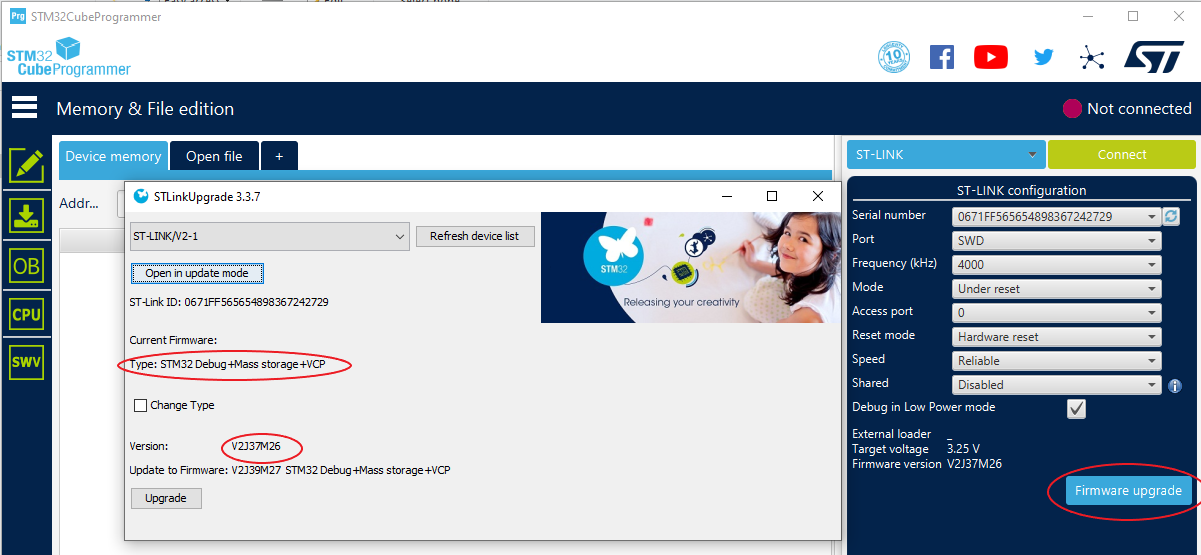 Prg STM32CubeProgrammer
STM32
CubeProgrammer
10
Memory & File edition
Not connected
Device memory
Open file
+
Addr...
OB
CPU
SWV
STLinkUpgrade 3.3.7
ST-LINK/V2-1
Refresh device list
Open in update mode
ST-Link ID: 0671FF565654898367242729
Current Firmware:
Type: STM32 Debug+Mass storage+VCP
Change Type
Version: V2J37M26
Update to Firmware: V2J39M27 STM32 Debug+Mass storage+VCP
Upgrade
STM32
Releasing your creativity
ST-LINK
Connect
ST-LINK configuration
Serial number 0671FF565654898367242729
Port SWD
Frequency (kHz) 4000
Mode Under reset
Access port 0
Reset mode Hardware reset
Speed Reliable
Shared Disabled
Debug in Low Power mode
External loader _
Target voltage 3.25 V
Firmware version V2J37M26
Firmware upgrade